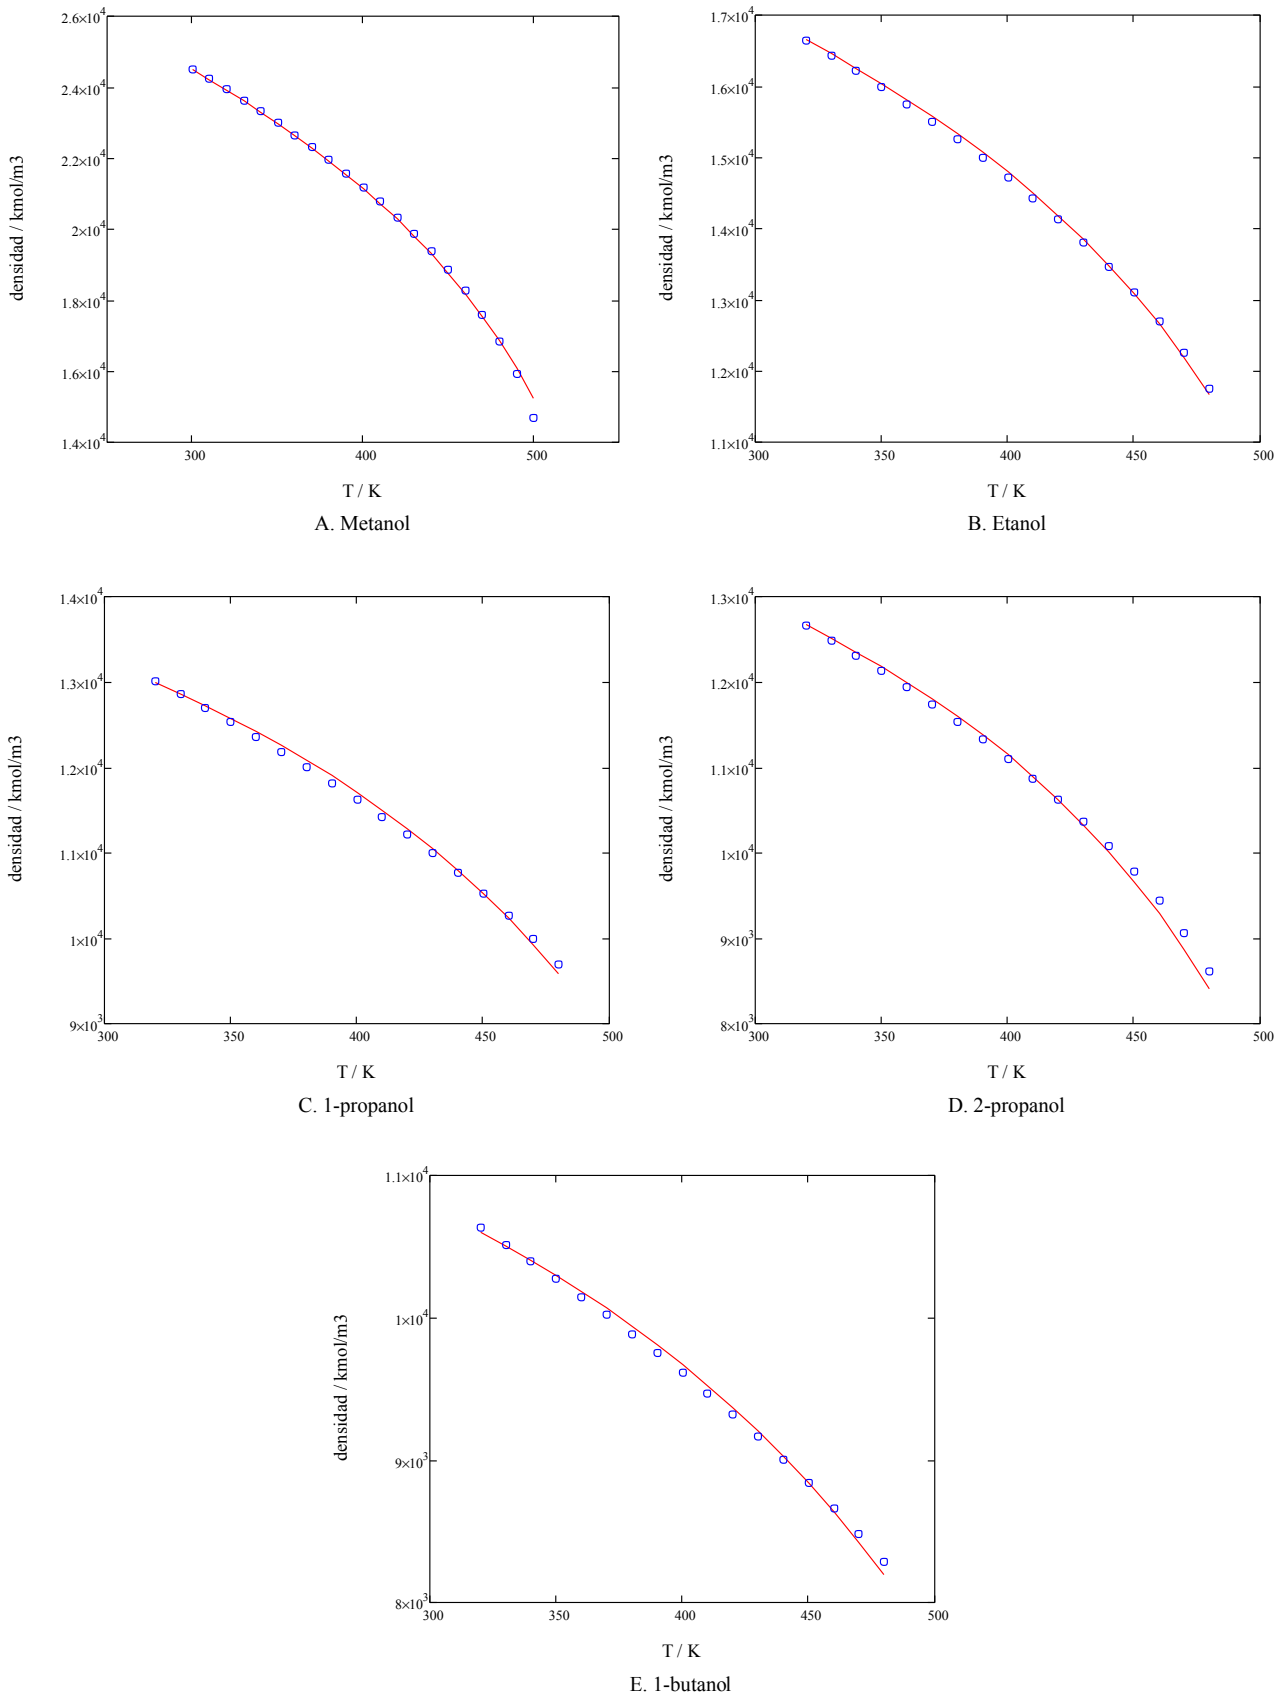 2.6×10⁴
2.4×10⁴
2.2×10⁴
2×10⁴
1.8×10⁴
1.6×10⁴
1.4×10⁴
densidad / kmol/m3
300 400 500
T / K
A. Metanol
1.7×10⁴
1.6×10⁴
1.5×10⁴
1.4×10⁴
1.3×10⁴
1.2×10⁴
1.1×10⁴
densidad / kmol/m3
300 350 400 450 500
T / K
B. Etanol
1.4×10⁴
1.3×10⁴
1.2×10⁴
1.1×10⁴
1×10⁴
9×10³
densidad / kmol/m3
300 350 400 450 500
T / K
C. 1-propanol
1.3×10⁴
1.2×10⁴
1.1×10⁴
1×10⁴
9×10³
8×10³
densidad / kmol/m3
300 350 400 450 500
T / K
D. 2-propanol
1.1×10⁴
1×10⁴
9×10³
8×10³
densidad / kmol/m3
300 350 400 450 500
T / K
E. 1-butanol